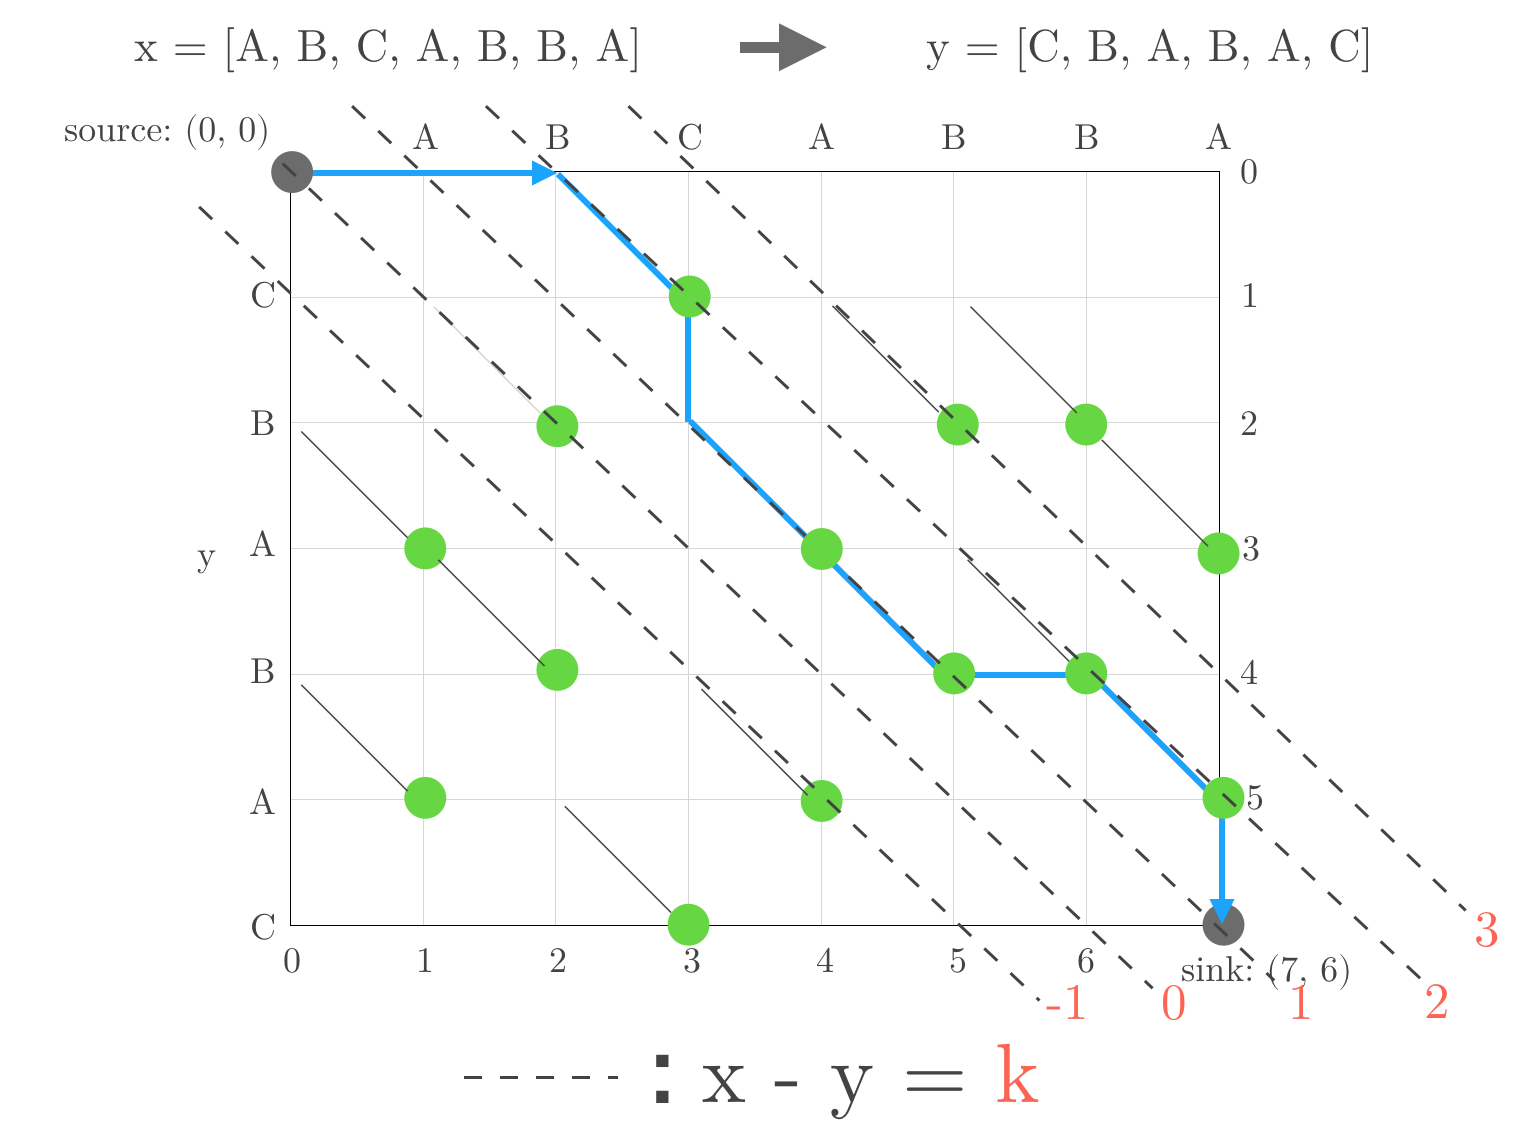 x = [A, B, C, A, B, B, A] y = [C, B, A, B, A, C]
source: (0, 0)
A B C A B B A
0
C 1
B 2
y A 3
B 4
A 5
C
3
0 1 2 3 4 5 6
sink: (7, 6)
-1 0 1 2
: x - y = k